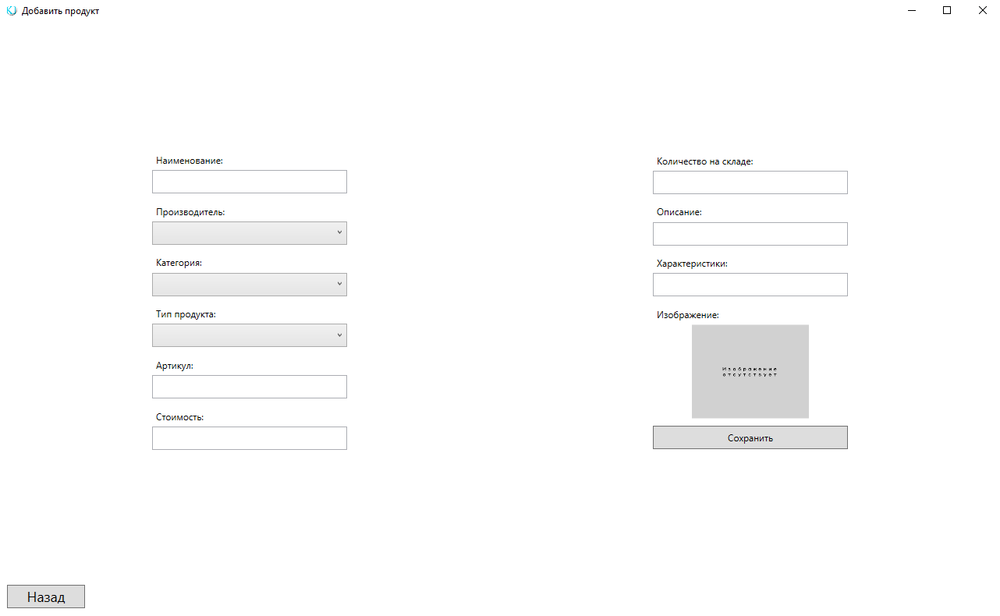 Добавить продукт
Наименование:
Производитель:
Категория:
Тип продукта:
Артикул:
Стоимость:
Количество на складе:
Описание:
Характеристики:
Изображение:
Изображение
отсутствует
Сохранить
Назад